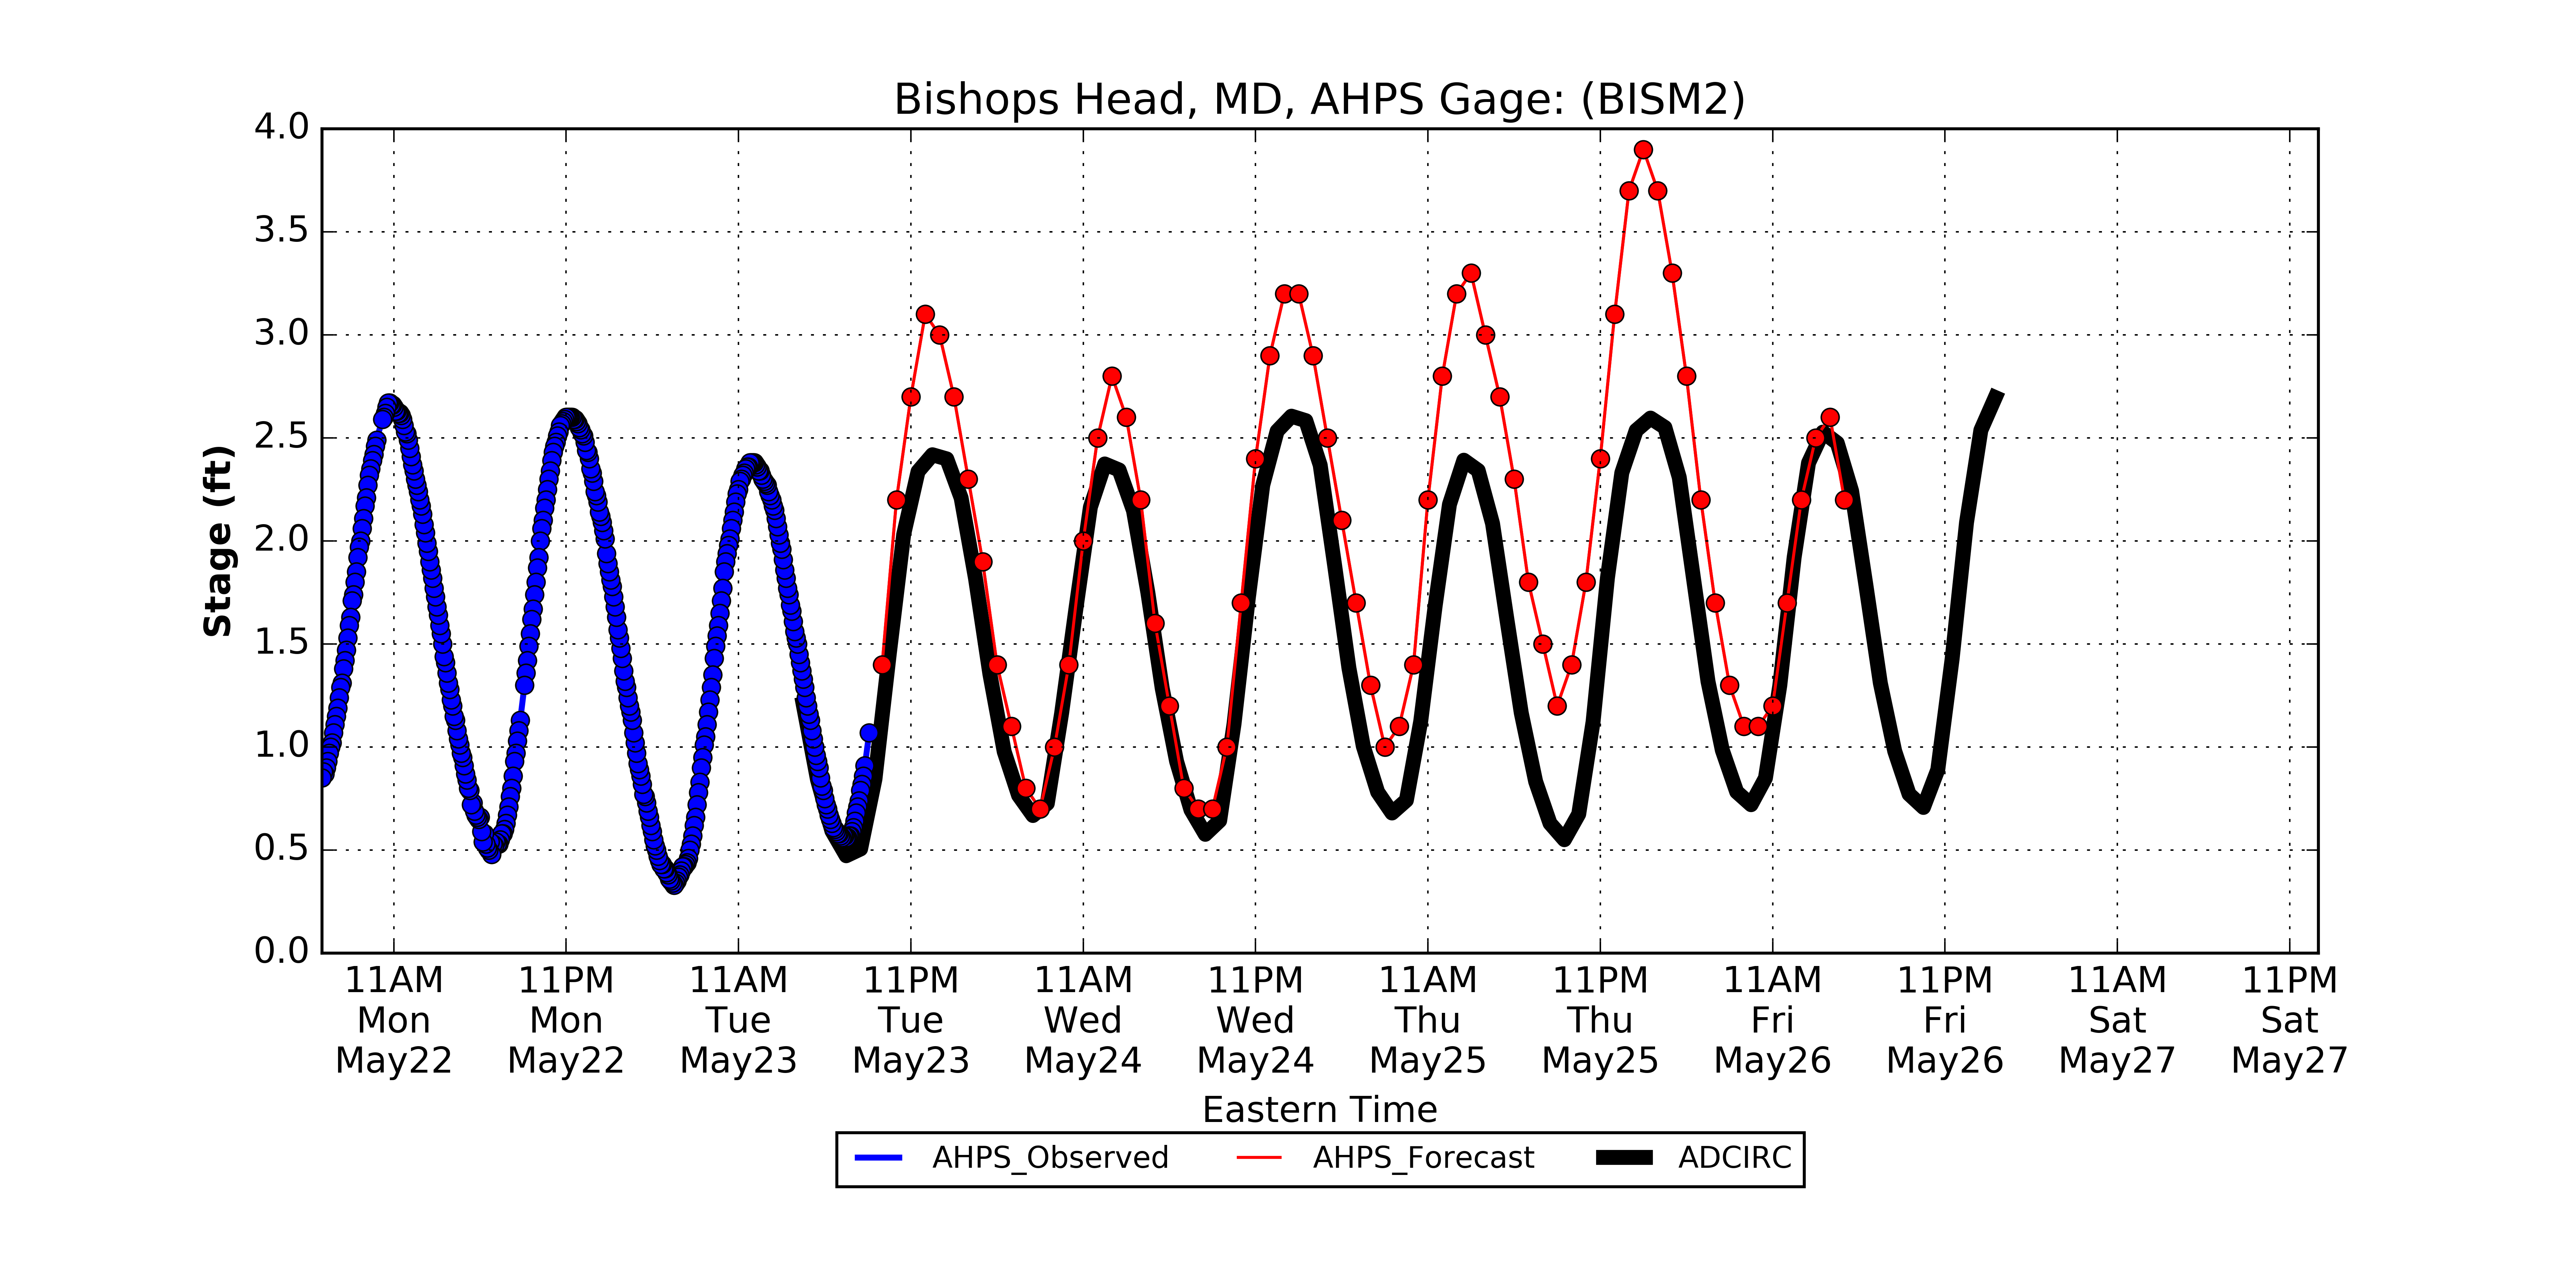 Bishops Head, MD, AHPS Gage: (BISM2)
4.0
3.5
3.0
2.5
2.0
1.5
1.0
0.5
0.0
Stage (ft)
11AM 11PM 11AM 11PM 11AM 11PM 11AM 11PM 11AM 11PM 11AM 11PM
Mon Mon Tue Tue Wed Wed Thu Thu Fri Fri Sat Sat
May22 May22 May23 May23 May24 May24 May25 May25 May26 May26 May27 May27
Eastern Time
AHPS_Observed AHPS_Forecast ADCIRC